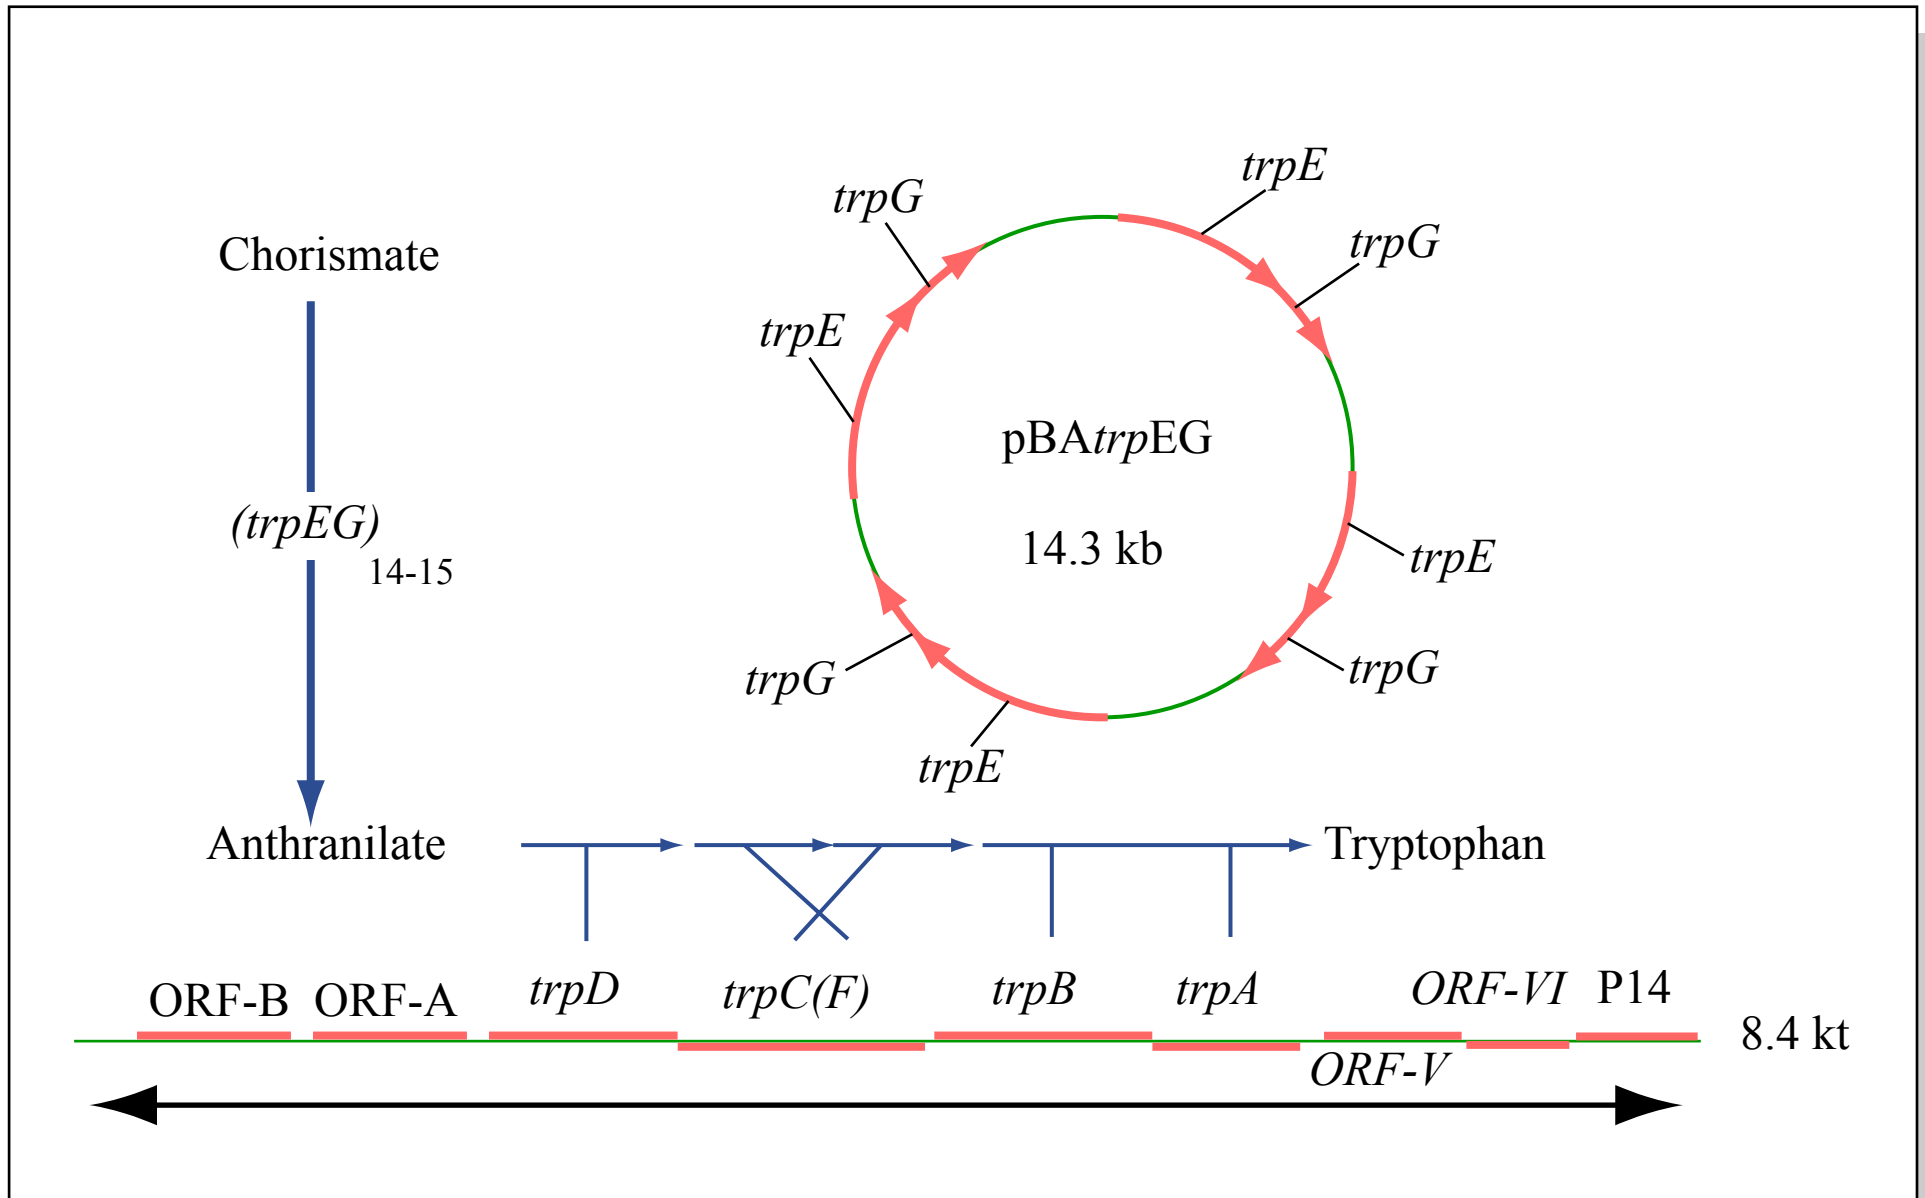 trpE
trpG
trpG
Chorismate
trpE
pBAtrpEG
(trpEG)
14-15
14.3 kb
trpE
trpG
trpG
trpE
Anthranilate
Tryptophan
ORF-B ORF-A trpD trpC(F) trpB trpA ORF-VI P14
8.4 kt
ORF-V